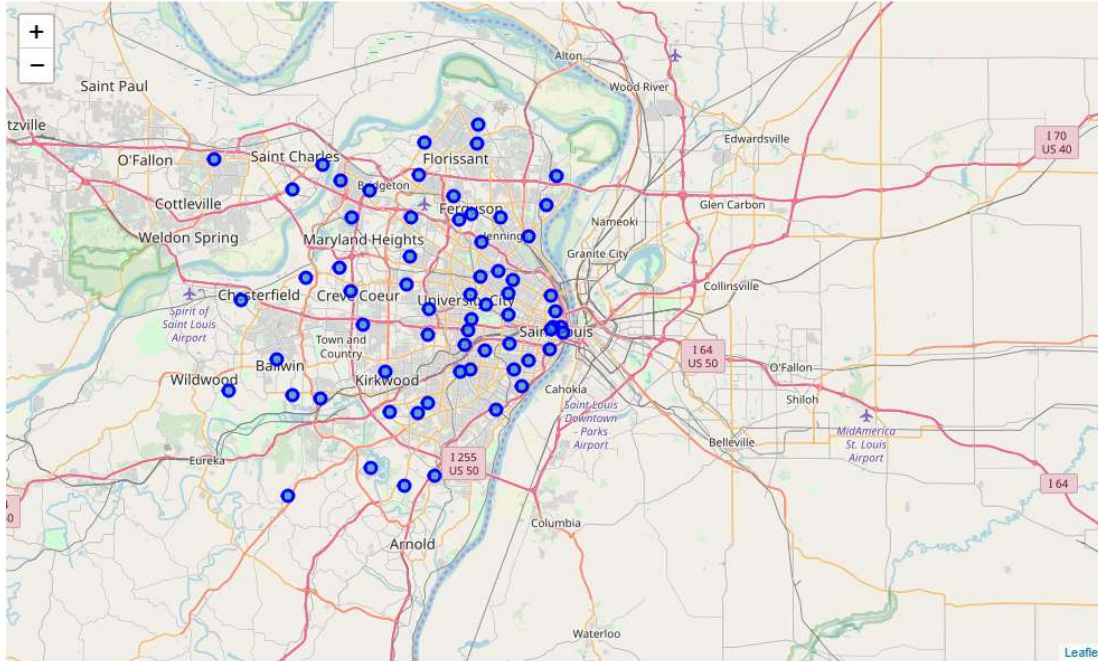 +
−
Alton
Saint Paul
Wood River
tzville
Edwardsville
I 70
US 40
O'Fallon
Saint Charles
Florissant
Bridgeton
Cottleville
Glen Carbon
Ferguson
Nameoki
Weldon Spring
Maryland Heights
Jenning
Granite City
Collinsville
Chesterfield
Creve Coeur
University City
Spirit of
Saint Louis
Airport
Saint Louis
Town and
Country
I 64
US 50
O'Fallon
Ballwin
Wildwood
Kirkwood
Cahokia
Shiloh
Saint Louis
Downtown
- Parks
Airport
MidAmerica
St. Louis
Airport
Belleville
Eureka
I 255
US 50
I 64
Columbia
Arnold
Waterloo
Leafle